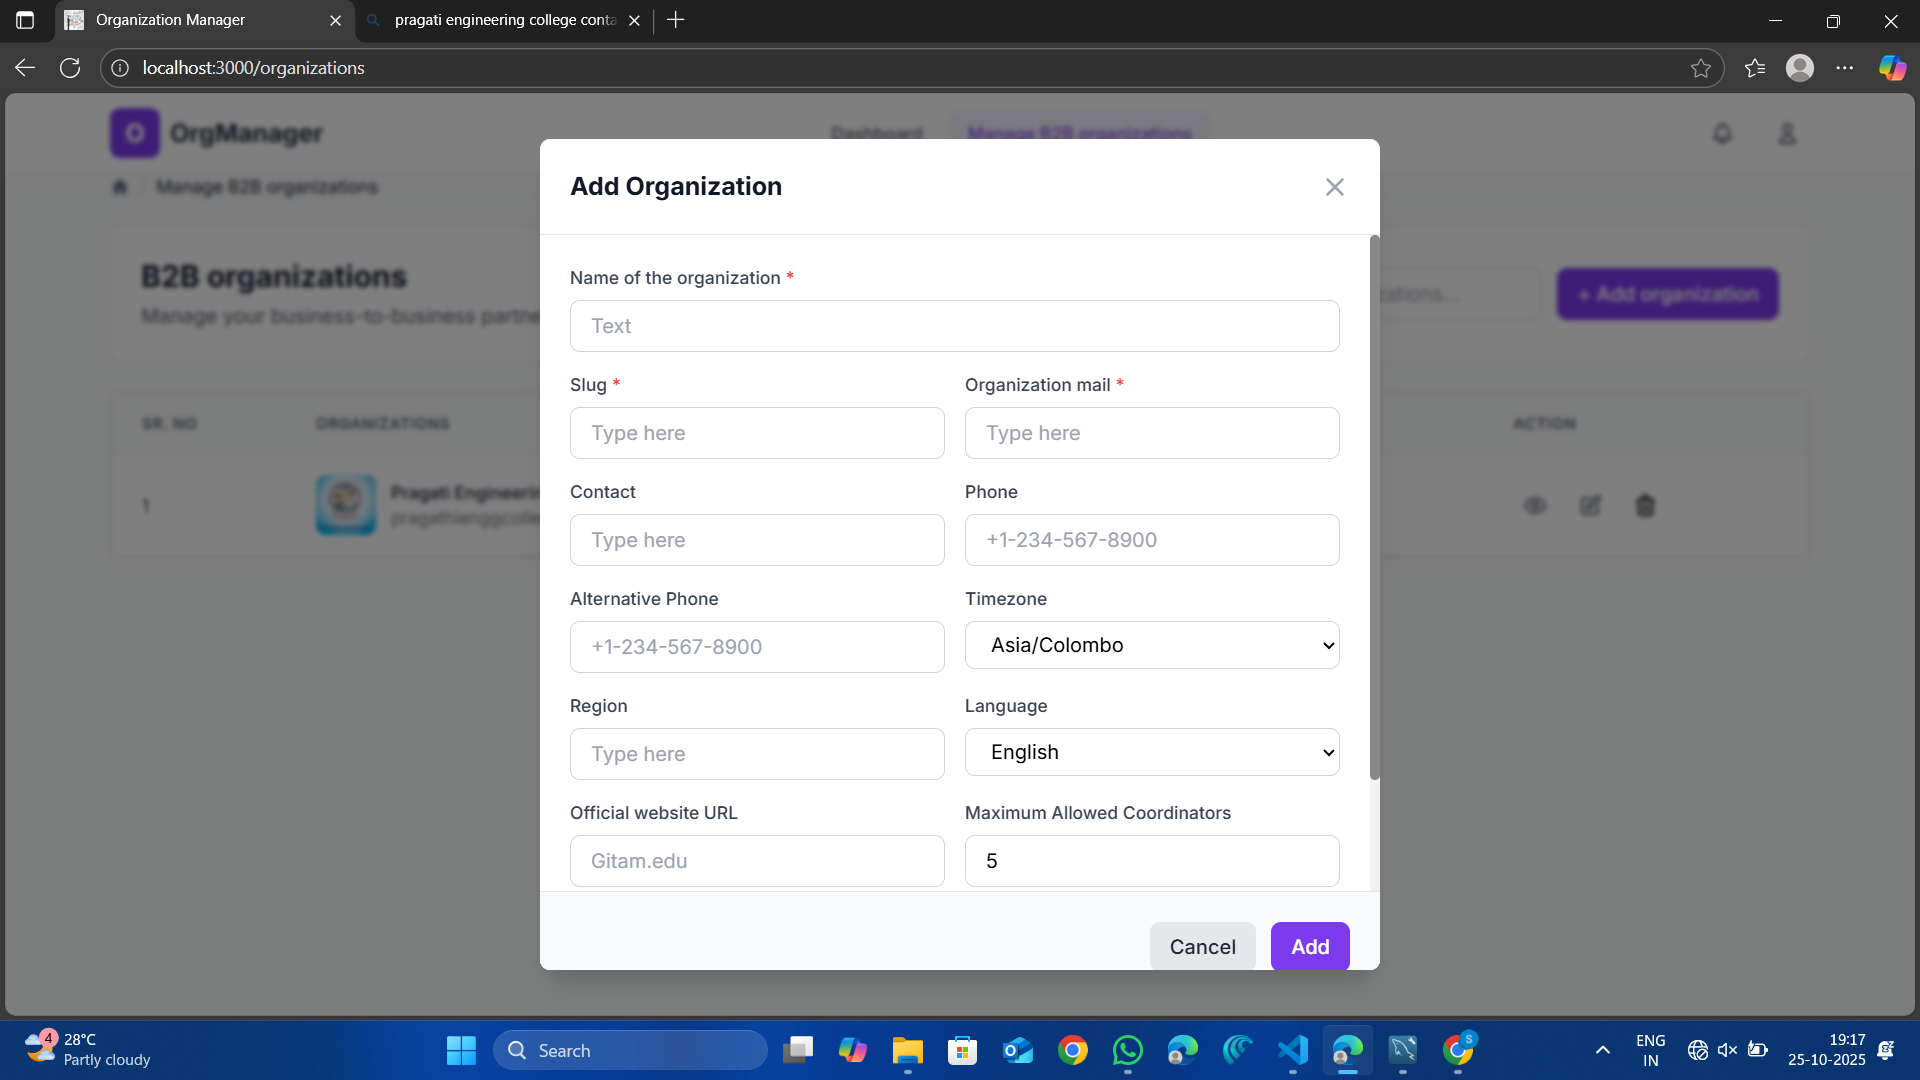 Organization Manager
pragati engineering college conta
localhost:3000/organizations
O OrgManager
Dashboard
Manage B2B organizations
/ Manage B2B organizations
B2B organizations
Manage your business-to-business partne
zations...
+ Add organization
SR. NO
ORGANIZATIONS
ACTION
1
Pragati Engineerin
pragathienggcolle
Add Organization
Name of the organization *
Text
Slug *
Organization mail *
Type here
Type here
Contact
Phone
Type here
+1-234-567-8900
Alternative Phone
Timezone
+1-234-567-8900
Asia/Colombo
Region
Language
Type here
English
Official website URL
Maximum Allowed Coordinators
Gitam.edu
5
Cancel
Add
4
28°C
Partly cloudy
Search
S
ENG
IN
19:17
25-10-2025